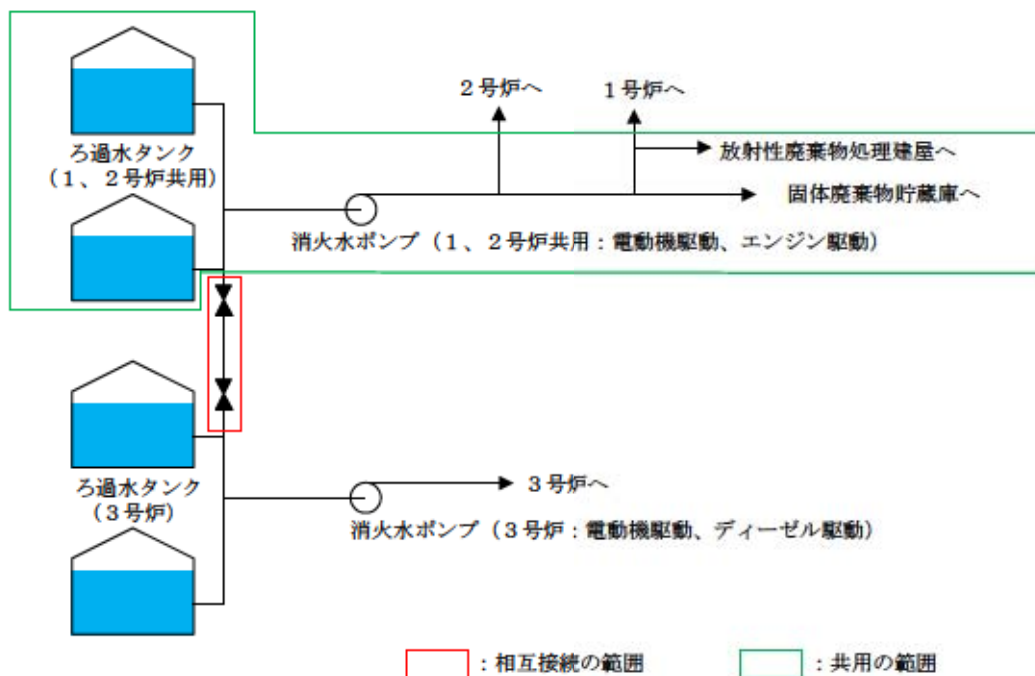 ２号炉へ
１号炉へ
ろ過水タンク
（１、２号炉共用）
放射性廃棄物処理建屋へ
固体廃棄物貯蔵庫へ
消火水ポンプ（１、２号炉共用：電動機駆動、エンジン駆動）
ろ過水タンク
（３号炉）
３号炉へ
消火水ポンプ（３号炉：電動機駆動、ディーゼル駆動）
：相互接続の範囲
：共用の範囲